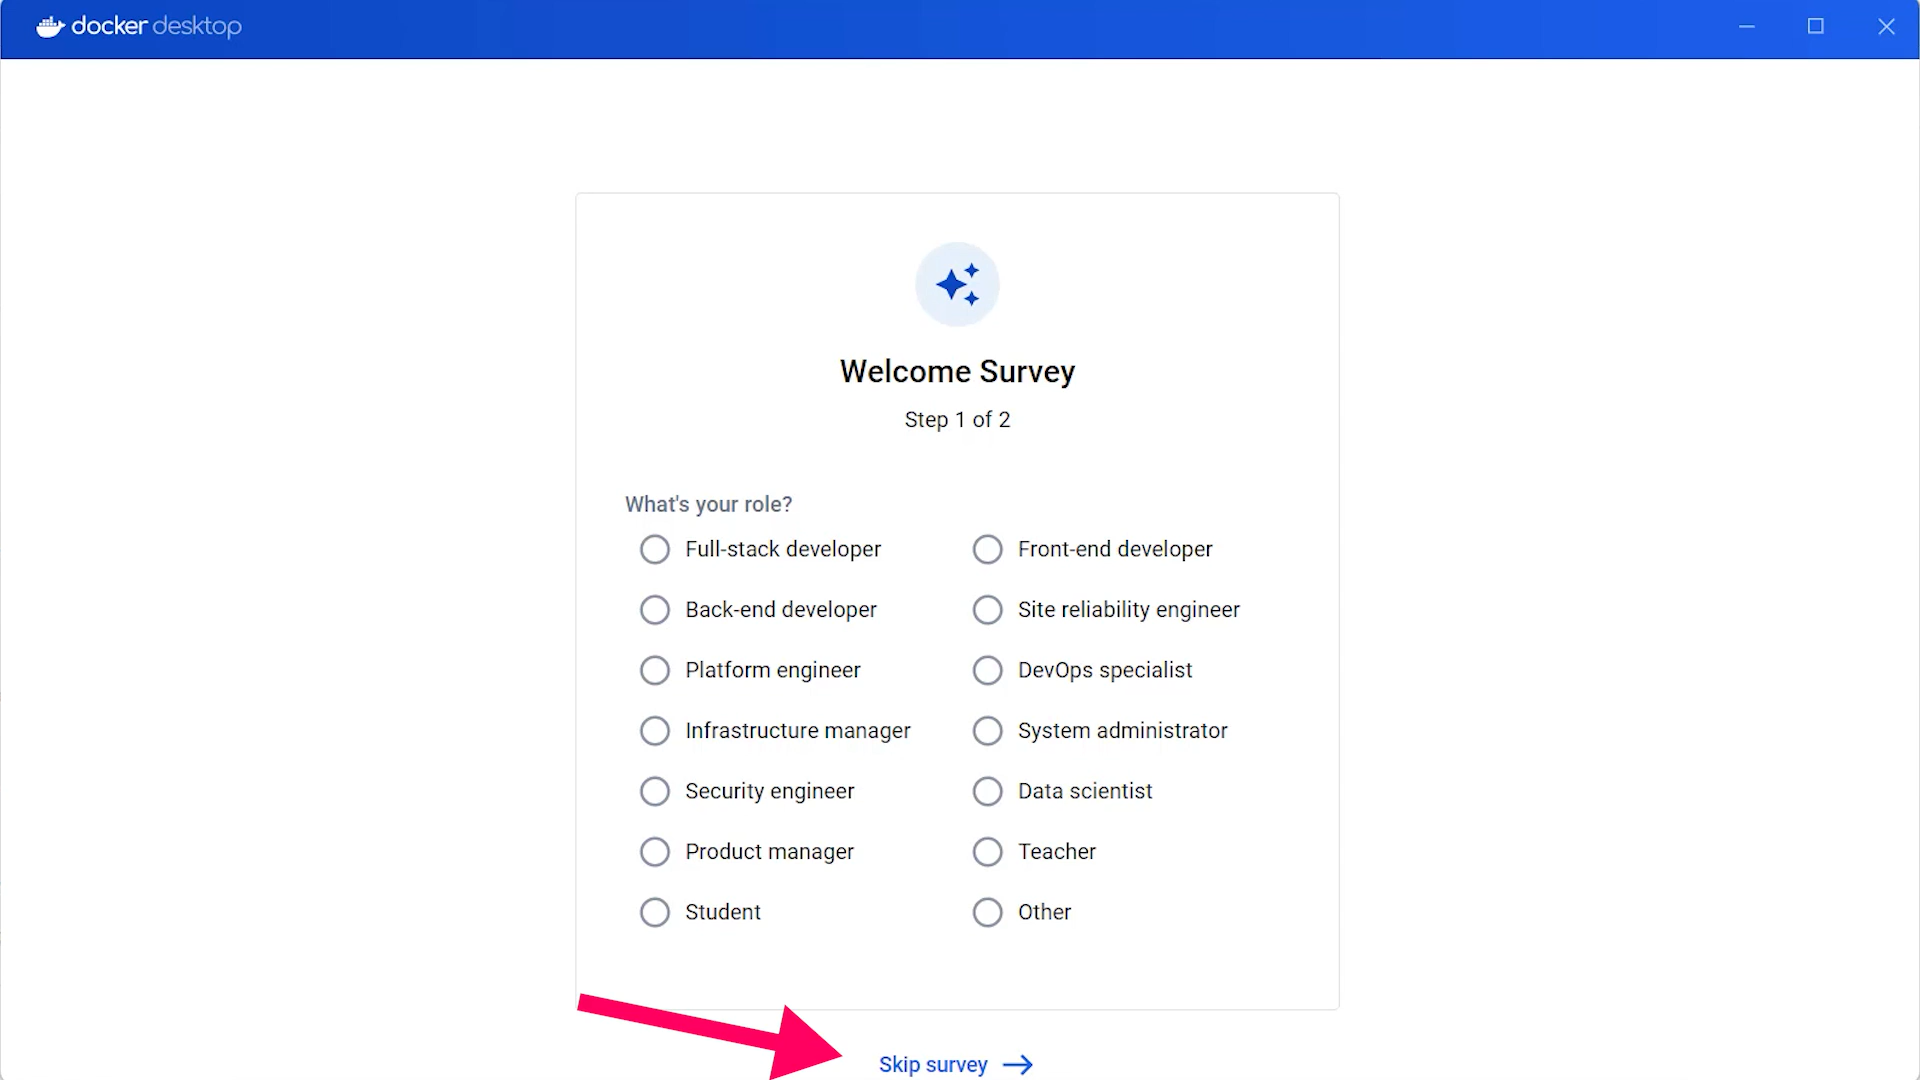 docker desktop
Welcome Survey
Step 1 of 2
What's your role?
Full-stack developer
Front-end developer
Back-end developer
Site reliability engineer
Platform engineer
DevOps specialist
Infrastructure manager
System administrator
Security engineer
Data scientist
Product manager
Teacher
Student
Other
Skip survey